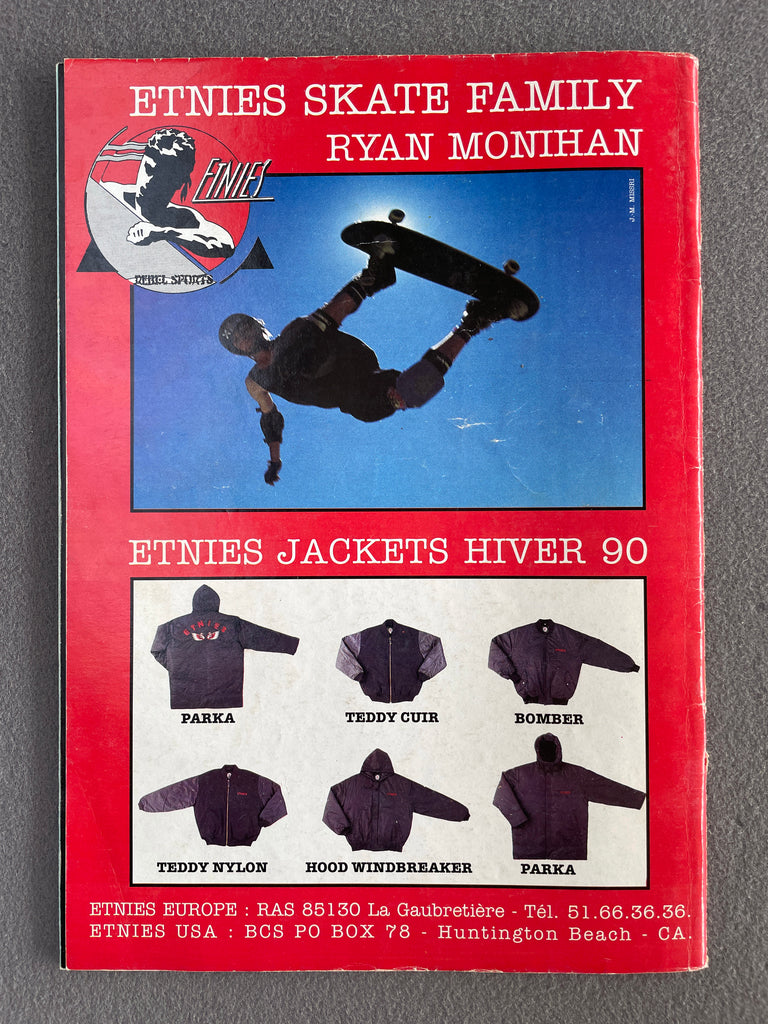 ETNIES SKATE FAMILY
RYAN MONIHAN
ETNIES
REBEL SPORTS
J.-M. MISSRI
ETNIES JACKETS HIVER 90
ETNIES
PARKA
TEDDY CUIR
BOMBER
TEDDY NYLON
HOOD WINDBREAKER
PARKA
ETNIES EUROPE : RAS 85130 La Gaubretière - Tél. 51.66.36.36.
ETNIES USA : BCS PO BOX 78 - Huntington Beach - CA.